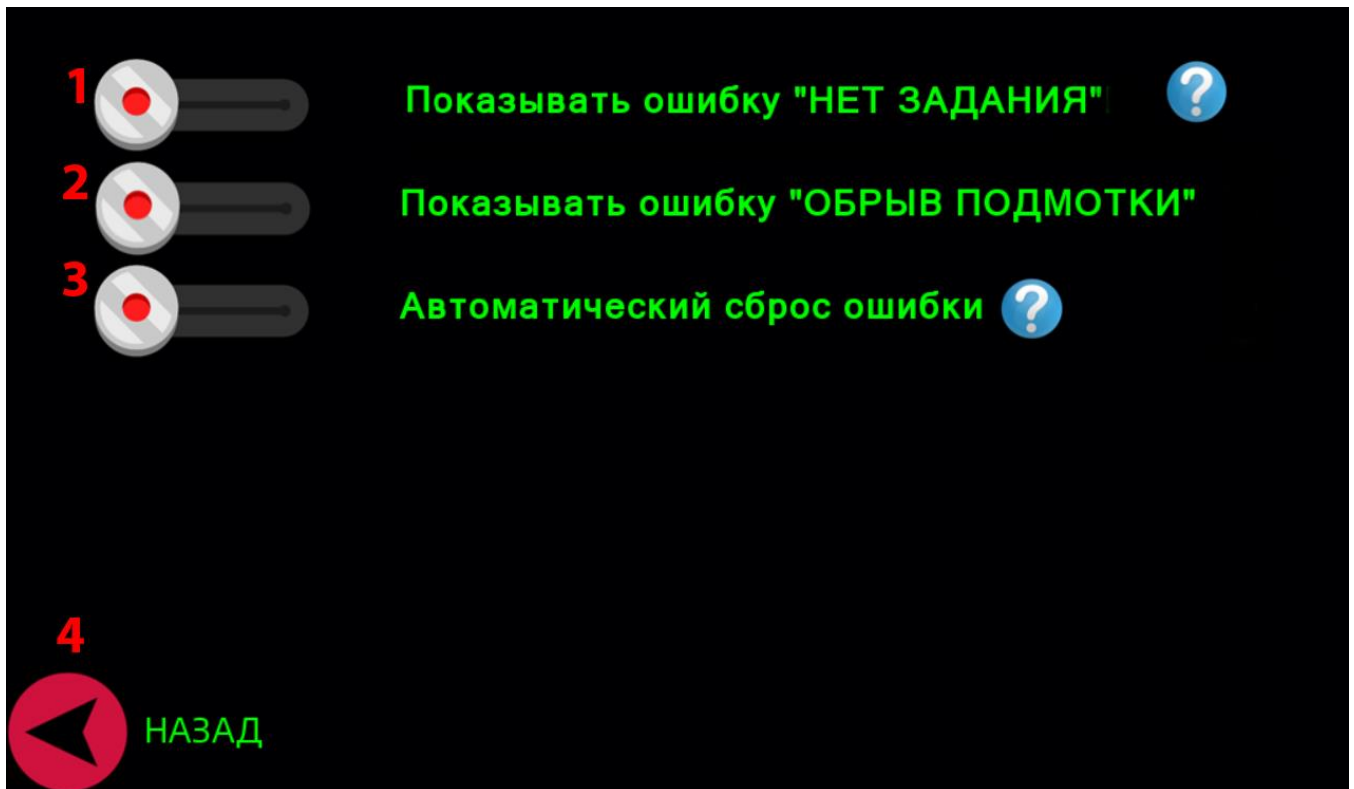 1 Показывать ошибку "НЕТ ЗАДАНИЯ" ?
2 Показывать ошибку "ОБРЫВ ПОДМОТКИ"
3 Автоматический сброс ошибки ?
4
НАЗАД